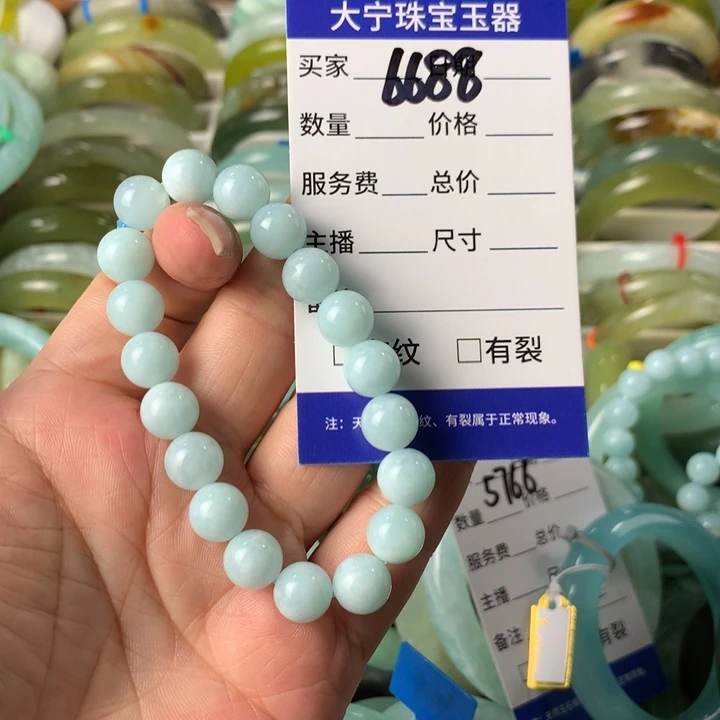 大宁珠宝玉器
买家 6688
数量 价格
服务费 总价
主播 尺寸
纹 □有裂
注：天 纹、有裂属于正常现象。
5766
数量 价格
服务费 总价
主播
备注
有裂